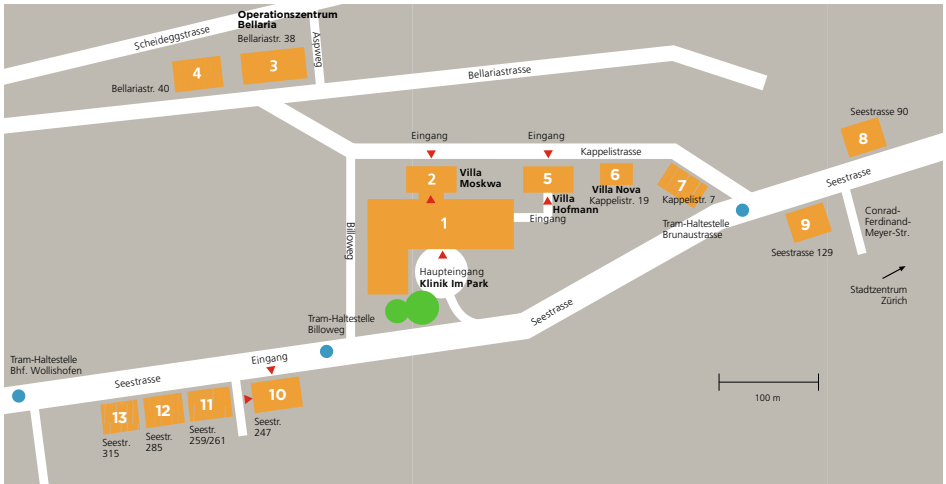 Operationszentrum
Bellaria
Bellariastr. 38
Scheideggstrasse
Aspweg
3
4
Bellariastr. 40
Bellariastrasse
Seestrasse 90
8
Eingang
Eingang
Kappelistrasse
2
Villa
Moskwa
5
6
Villa Nova
Kappelistr. 19
7
Kappelistr. 7
Seestrasse
Villa
Hofmann
Eingang
1
Tram-Haltestelle
Brunaustrasse
9
Seestrasse 129
Conrad-
Ferdinand-
Meyer-Str.
Billoweg
Haupteingang
Klinik Im Park
Stadtzentrum
Zürich
Tram-Haltestelle
Billoweg
Seestrasse
Tram-Haltestelle
Bhf. Wollishofen
Eingang
Seestrasse
10
Seestr.
247
11
Seestr.
259/261
12
Seestr.
285
13
Seestr.
315
100 m